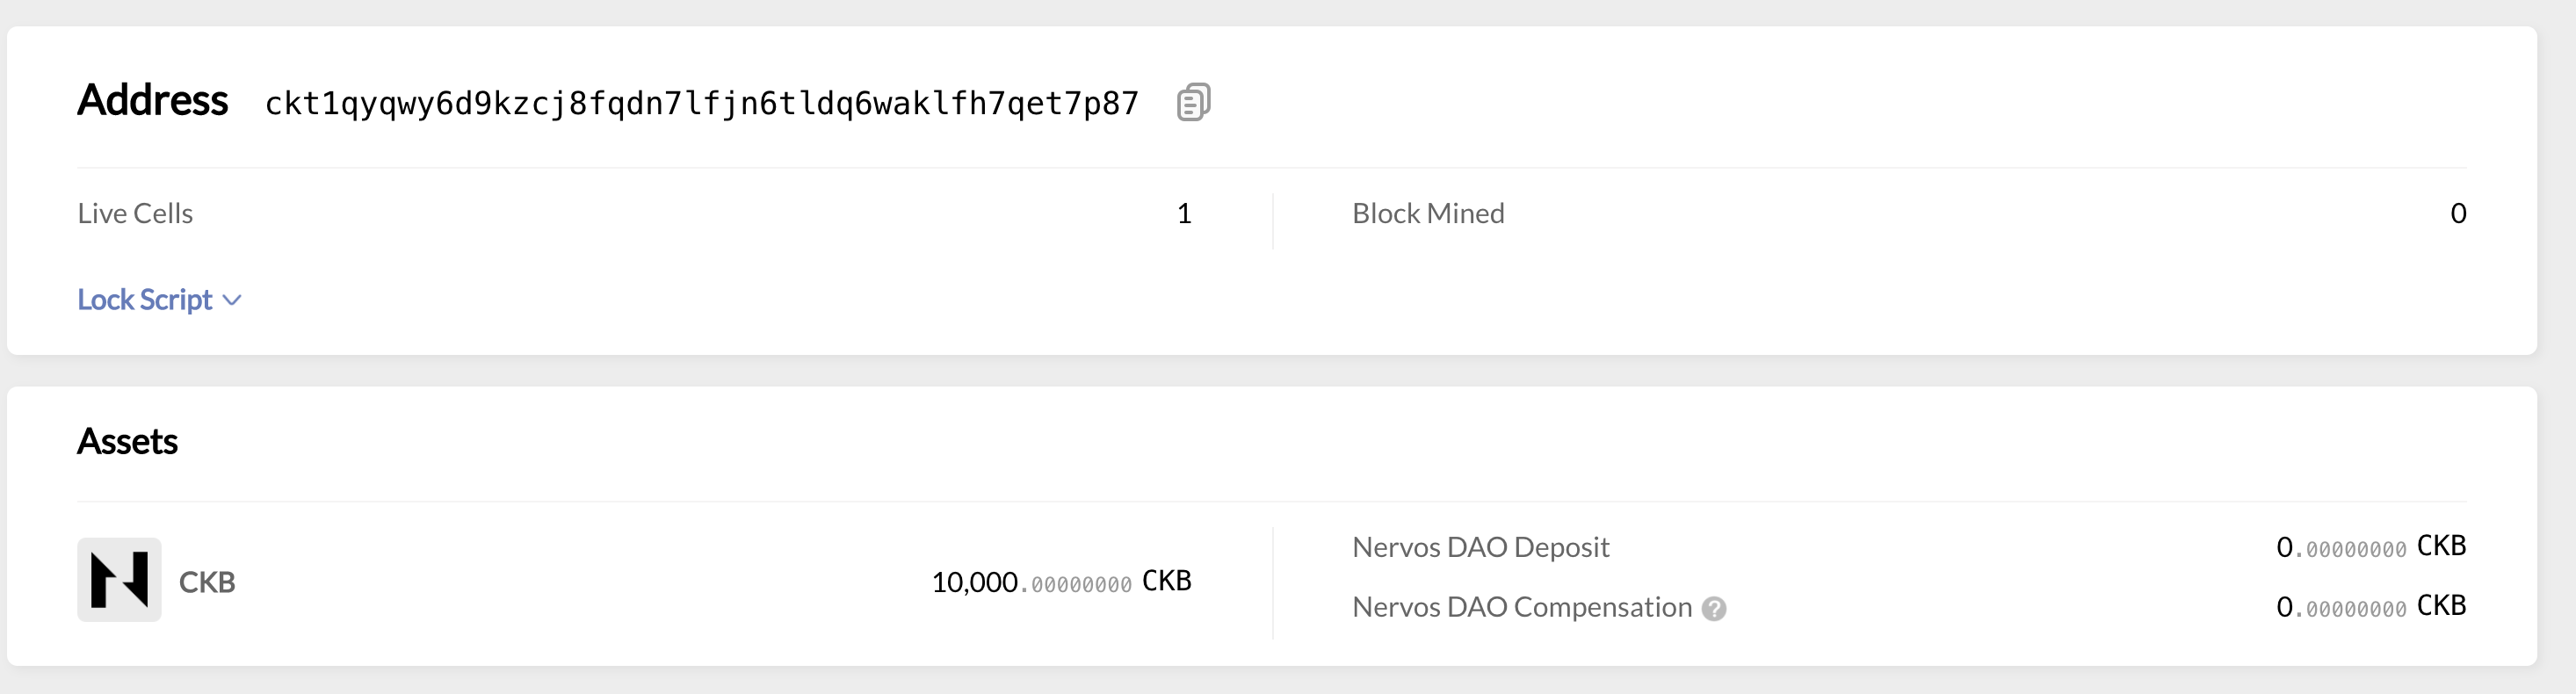 Address ckt1qyqwy6d9kzcj8fqdn7lfjn6tldq6waklfh7qet7p87
Live Cells 1
Block Mined 0
Lock Script
Assets
CKB 10,000.00000000 CKB
Nervos DAO Deposit 0.00000000 CKB
Nervos DAO Compensation ? 0.00000000 CKB